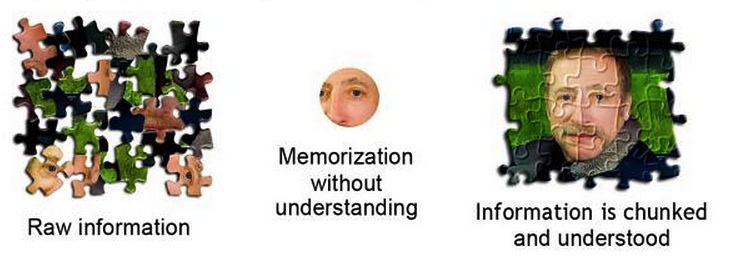 Raw information
Memorization
without
understanding
Information is chunked
and understood